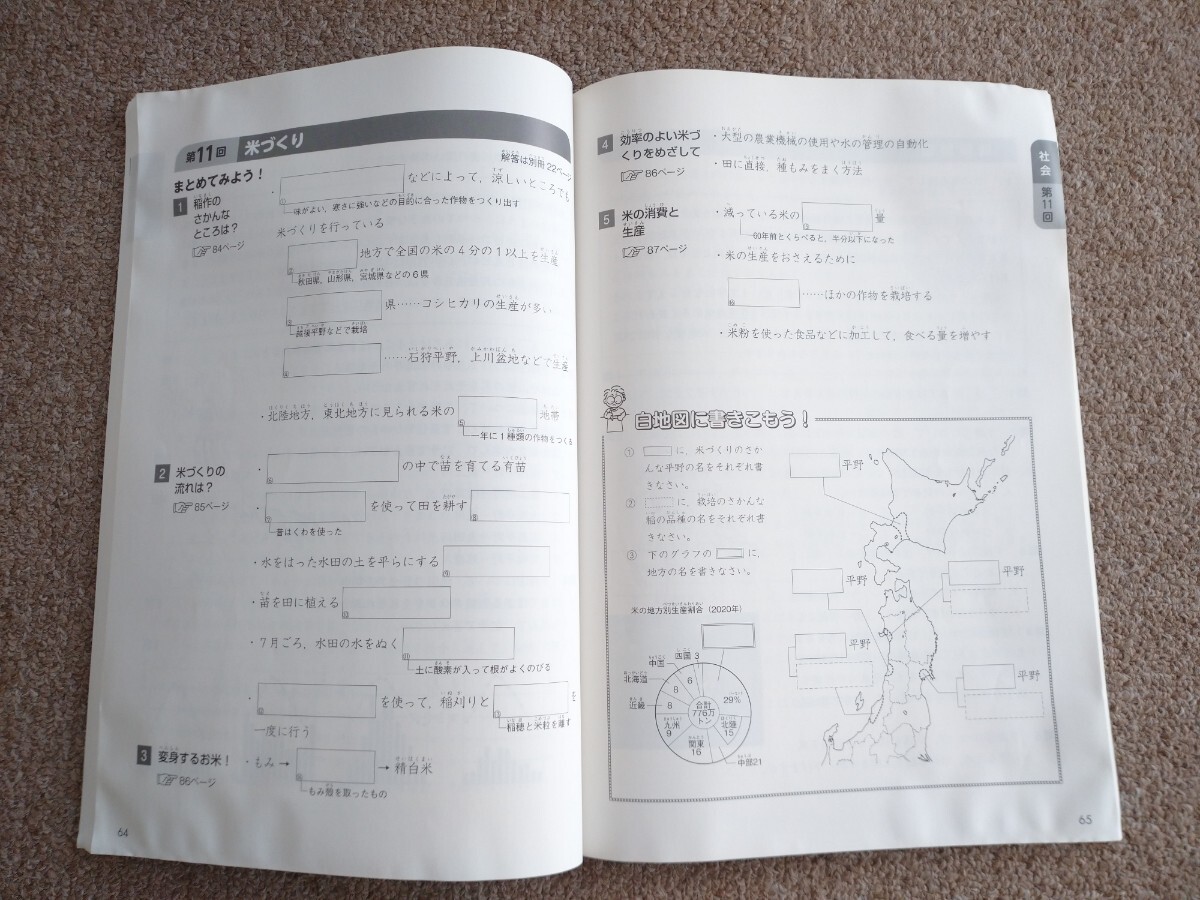 第11回 米づくり
解答は別冊22ページ
まとめてみよう！
1 稲作の
さかんな
ところは？
84ページ
などによって、涼しいところでも
味がよい、寒さに強いなどの目的に合った作物をつくり出す
米づくりを行っている
地方で全国の米の4分の1以上を生産
秋田県、山形県、宮城県などの6県
県……コシヒカリの生産が多い
越後平野などで栽培
……石狩平野、上川盆地などで生産
・北陸地方、東北地方に見られる米の 地帯
一年に1種類の作物をつくる
2 米づくりの
流れは？
85ページ
・ の中で苗を育てる育苗
・ を使って田を耕す
昔はくわを使った
・水をはった水田の土を平らにする
・苗を田に植える
・7月ごろ、水田の水をぬく
土に酸素が入って根がよくのびる
・ を使って、稲刈りと を
稲穂と米粒を離す
一度に行う
3 変身するお米！
86ページ
・もみ→ →精白米
もみ殻を取ったもの
64
4 効率のよい米づ
くりをめざして
86ページ
・大型の農業機械の使用や水の管理の自動化
・田に直接、種もみをまく方法
5 米の消費と
生産
87ページ
・減っている米の 量
60年前とくらべると、半分以下になった
・米の生産をおさえるために
……ほかの作物を栽培する
・米粉を使った食品などに加工して、食べる量を増やす
社会 第11回
白地図に書きこもう！
① に、米づくりのさか
んな平野の名をそれぞれ書
きなさい。
② に、栽培のさかんな
稲の品種の名をそれぞれ書
きなさい。
③ 下のグラフの に、
地方の名を書きなさい。
平野
平野
平野
平野
平野
米の地方別生産割合（2020年）
四国3
中国
6
北海道
8
近畿
8
九州
9
関東
16
中部21
北陸
15
29%
合計
776万
トン
65